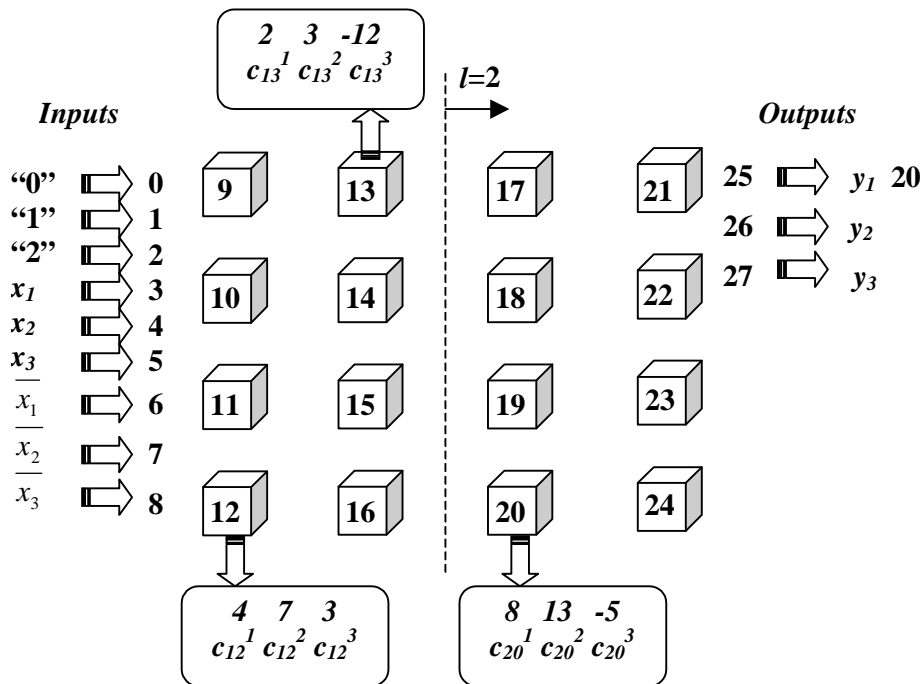 2 3 -12
c₁₃¹ c₁₃² c₁₃³
l=2
Inputs
Outputs
“0” 0 9 13 17 21 25 y₁ 20
“1” 1 26 y₂
“2” 2 27 y₃
x₁ 3 10 14 18 22
x₂ 4
x₃ 5
x̅₁ 6 11 15 19 23
x̅₂ 7
x̅₃ 8 12 16 20 24
4 7 3
c₁₂¹ c₁₂² c₁₂³
8 13 -5
c₂₀¹ c₂₀² c₂₀³